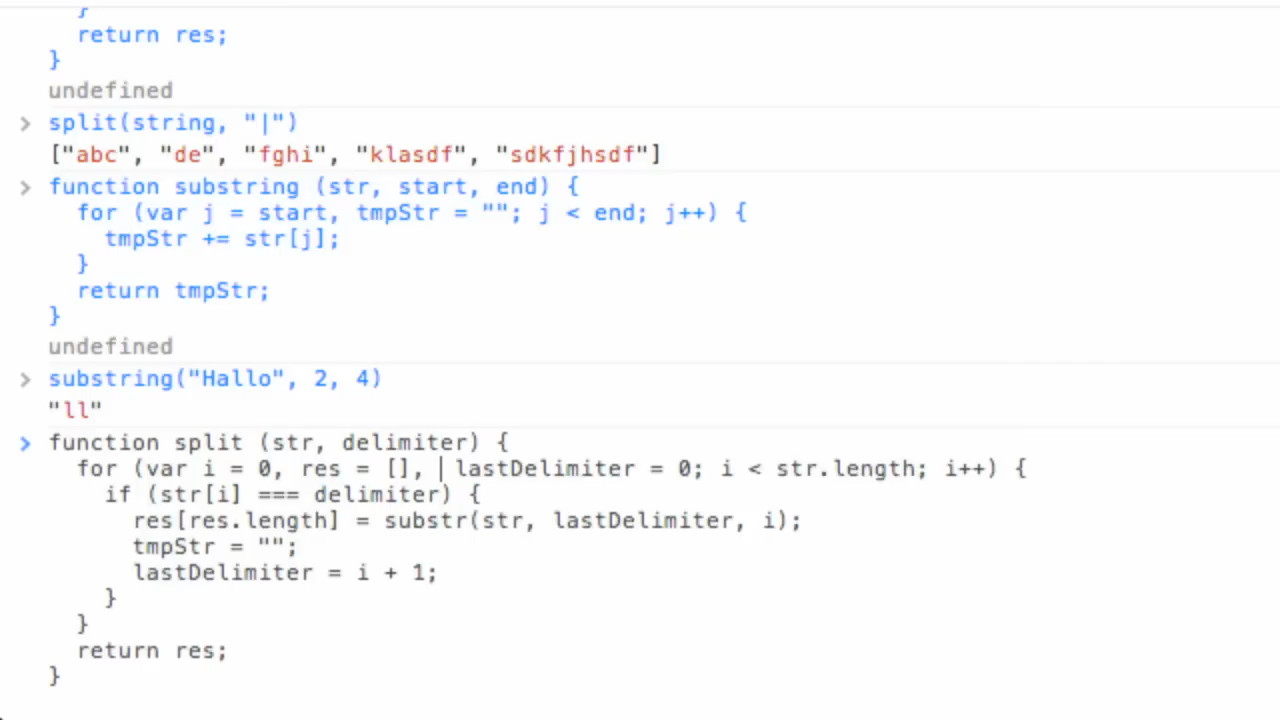 }
  return res;
}
undefined
> split(string, "|")
["abc", "de", "fghi", "klasdf", "sdkfjhsdf"]
> function substring (str, start, end) {
  for (var j = start, tmpStr = ""; j < end; j++) {
    tmpStr += str[j];
  }
  return tmpStr;
}
undefined
> substring("Hallo", 2, 4)
"ll"
> function split (str, delimiter) {
  for (var i = 0, res = [], lastDelimiter = 0; i < str.length; i++) {
    if (str[i] === delimiter) {
      res[res.length] = substr(str, lastDelimiter, i);
      tmpStr = "";
      lastDelimiter = i + 1;
    }
  }
  return res;
}